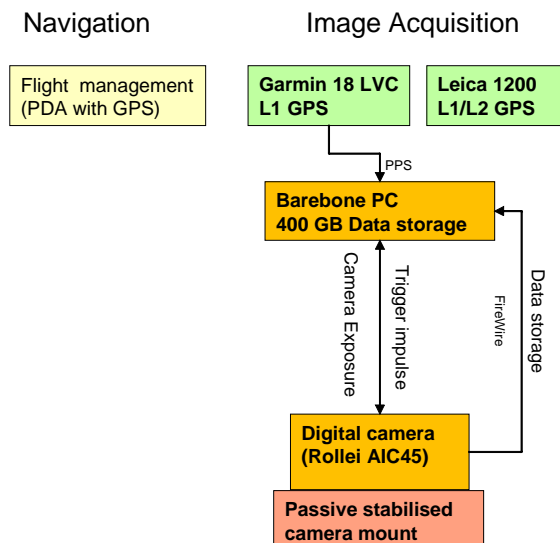 Navigation
Image Acquisition
Flight management
(PDA with GPS)
Garmin 18 LVC
L1 GPS
Leica 1200
L1/L2 GPS
PPS
Barebone PC
400 GB Data storage
Camera Exposure
Trigger impulse
FireWire
Data storage
Digital camera
(Rollei AIC45)
Passive stabilised
camera mount